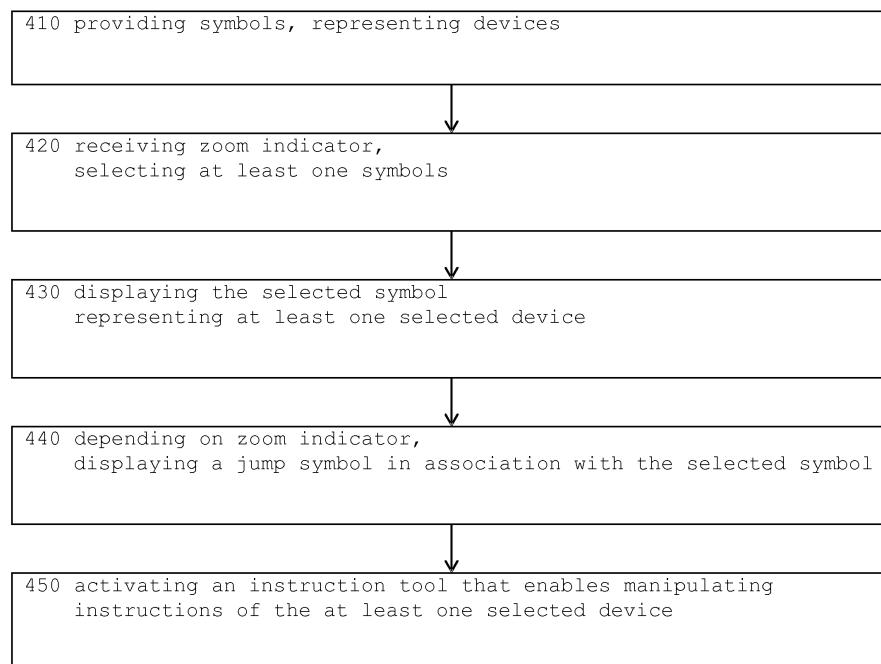 410 providing symbols, representing devices
420 receiving zoom indicator,
selecting at least one symbols
430 displaying the selected symbol
representing at least one selected device
440 depending on zoom indicator,
displaying a jump symbol in association with the selected symbol
450 activating an instruction tool that enables manipulating
instructions of the at least one selected device